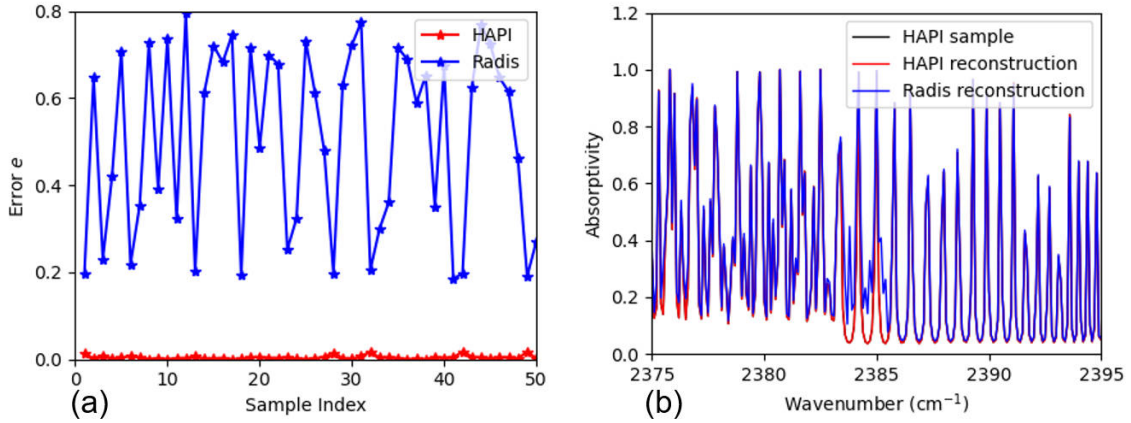 0.8
0.6
0.4
0.2
0.0
Error e
HAPI
Radis
0 10 20 30 40 50
Sample Index
(a)
1.2
1.0
0.8
0.6
0.4
0.2
0.0
Absorptivity
HAPI sample
HAPI reconstruction
Radis reconstruction
2375 2380 2385 2390 2395
Wavenumber (cm⁻¹)
(b)